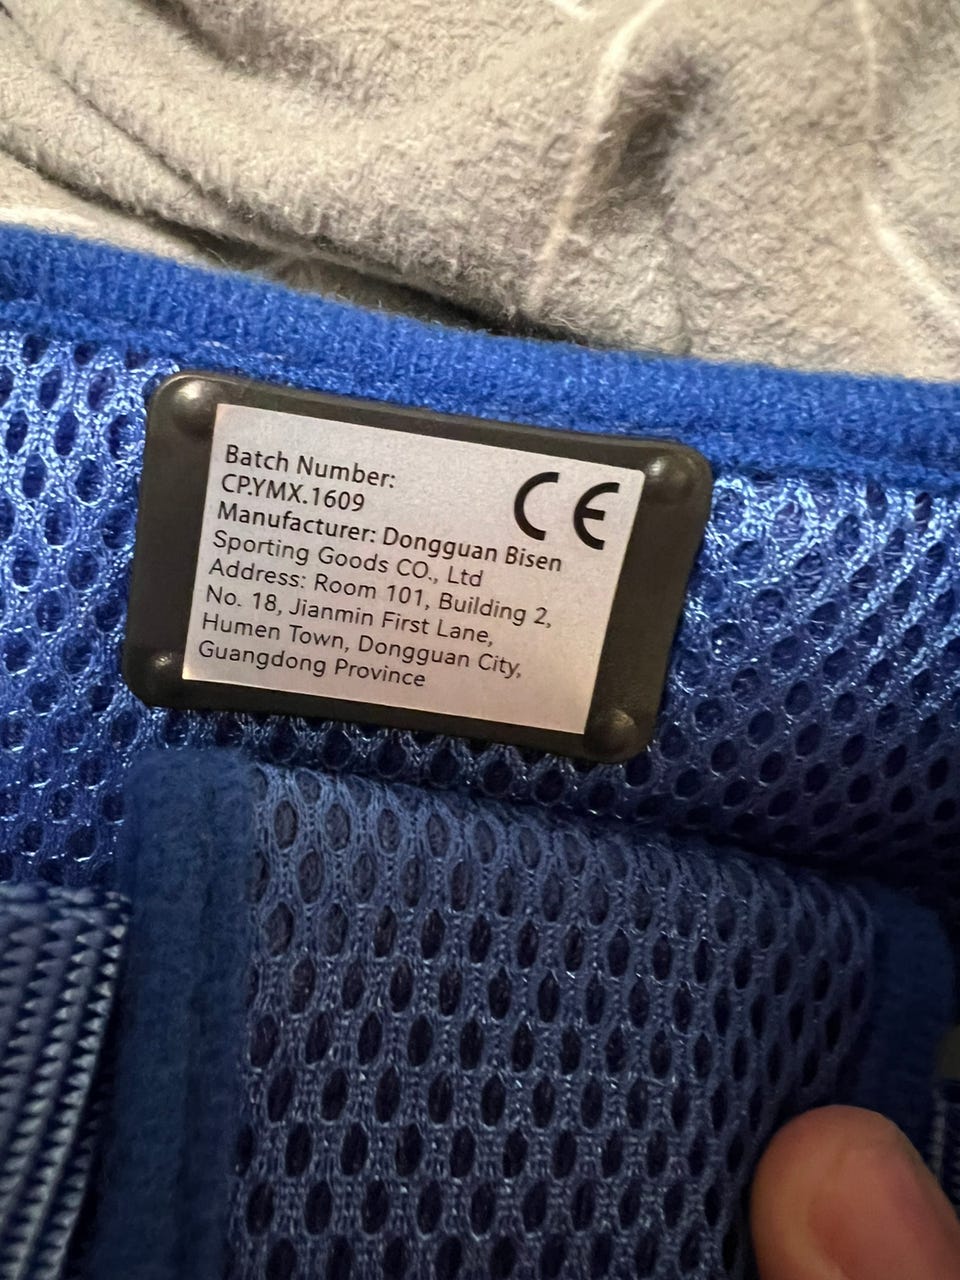 Batch Number:
CP.YMX.1609
Manufacturer: Dongguan Bisen
Sporting Goods CO., Ltd
Address: Room 101, Building 2,
No. 18, Jianmin First Lane,
Humen Town, Dongguan City,
Guangdong Province
CE